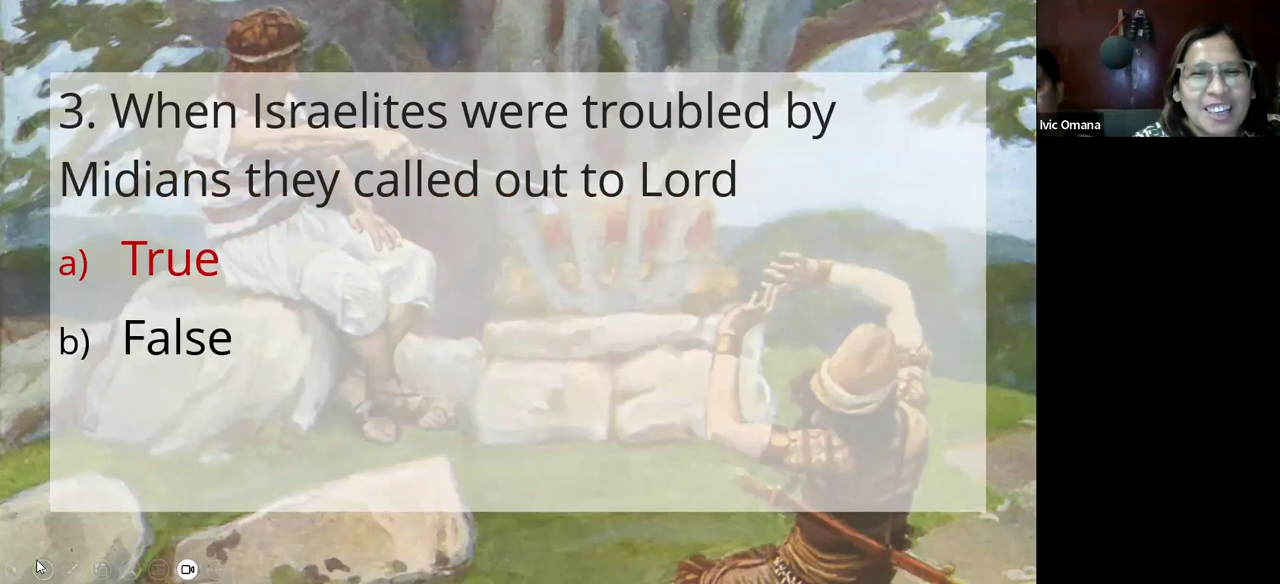 3. When Israelites were troubled by
Midians they called out to Lord
a) True
b) False
Ivic Omana